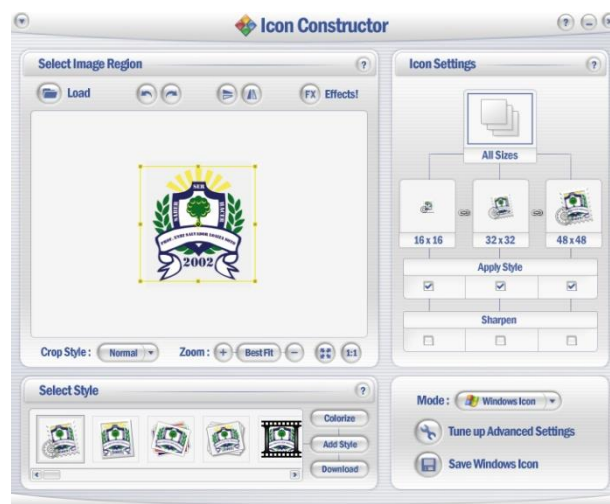 Icon Constructor
Select Image Region
Load
FX Effects!
SABER SER HACER
2002
Crop Style : Normal
Zoom : + Best Fit - 1:1
Icon Settings
All Sizes
16 x 16 32 x 32 48 x 48
Apply Style
Sharpen
Select Style
Colorize
Add Style
Download
Mode : Windows Icon
Tune up Advanced Settings
Save Windows Icon